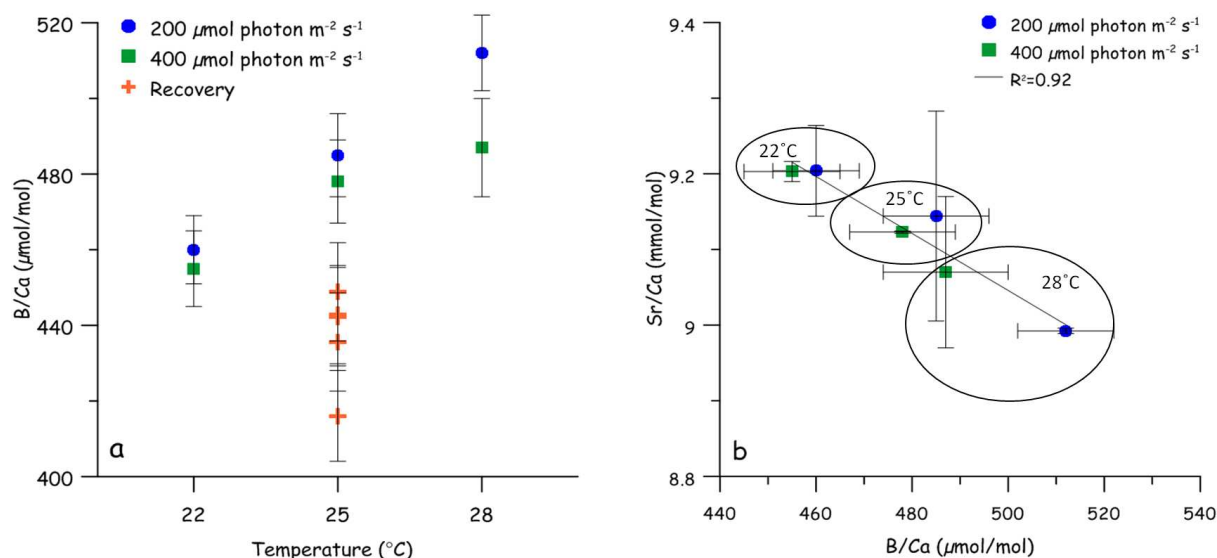 520
480
440
400
B/Ca (µmol/mol)
200 µmol photon m⁻² s⁻¹
400 µmol photon m⁻² s⁻¹
Recovery
a
22
25
28
Temperature (°C)
9.4
9.2
9
8.8
Sr/Ca (mmol/mol)
200 µmol photon m⁻² s⁻¹
400 µmol photon m⁻² s⁻¹
R²=0.92
22°C
25°C
28°C
b
440
460
480
500
520
540
B/Ca (µmol/mol)